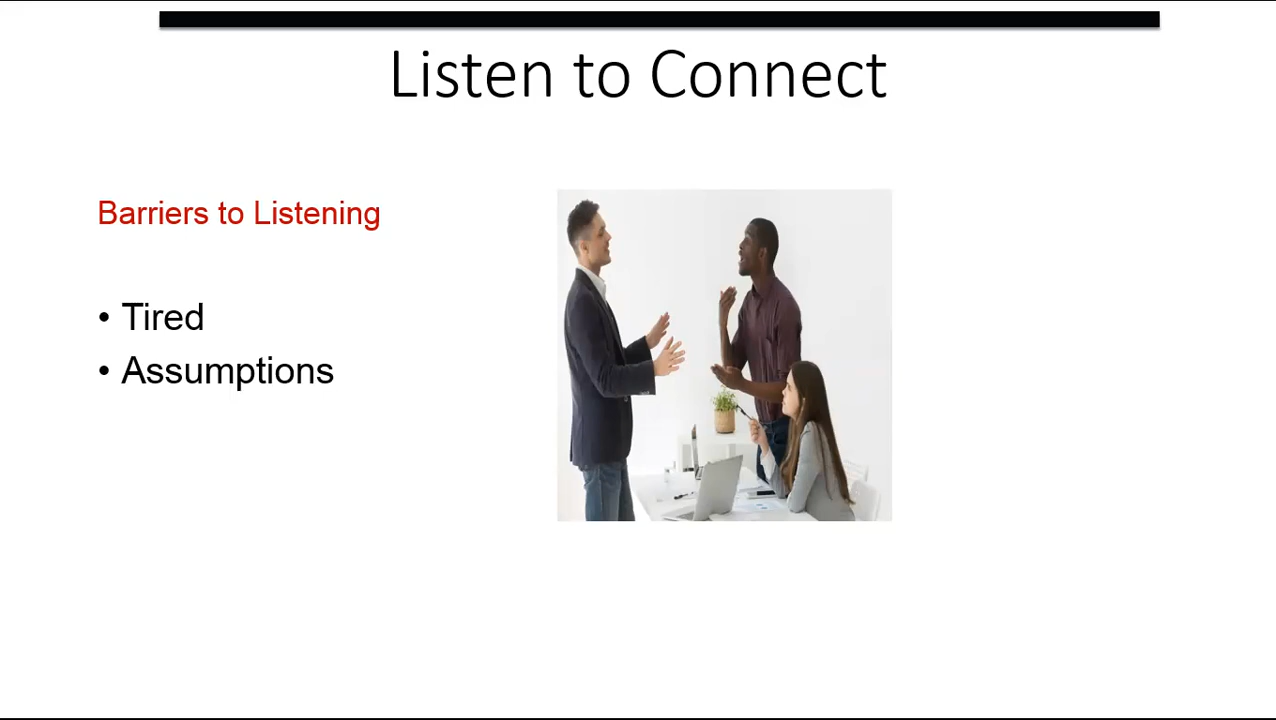 Listen to Connect
Barriers to Listening
• Tired
• Assumptions